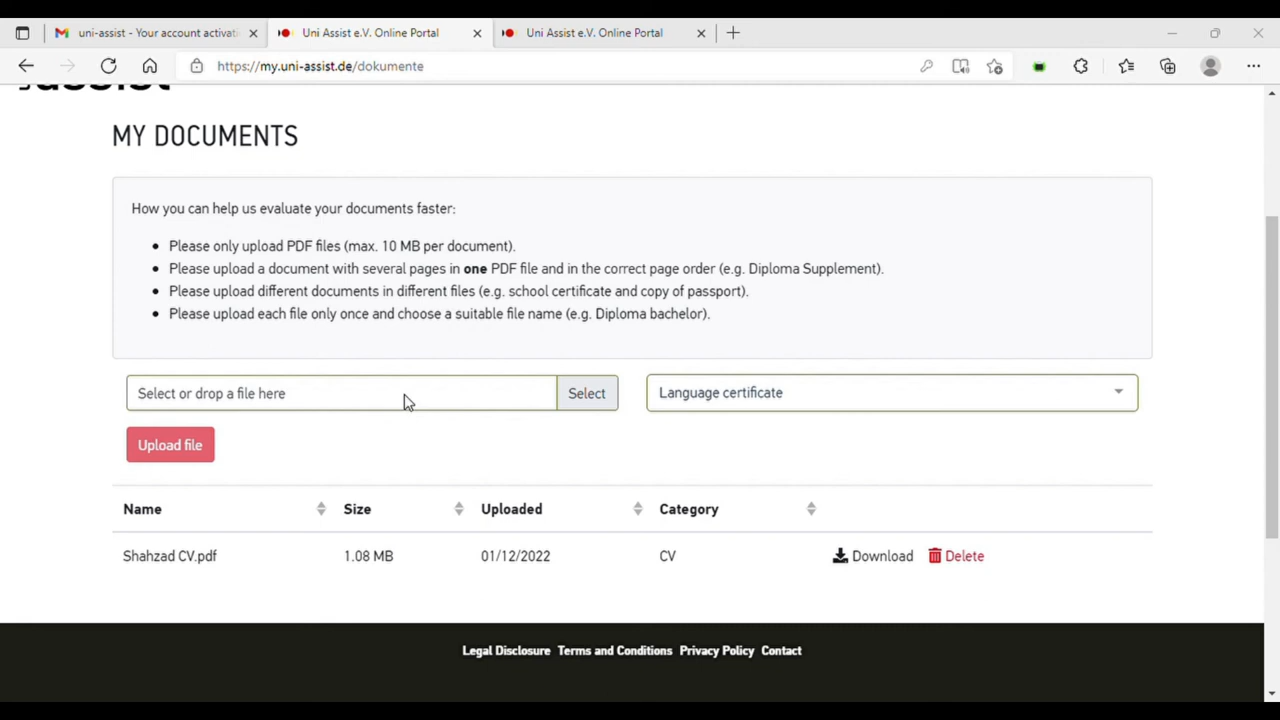 uni-assist - Your account activati
Uni Assist e.V. Online Portal
Uni Assist e.V. Online Portal
https://my.uni-assist.de/dokumente
assist
MY DOCUMENTS
How you can help us evaluate your documents faster:
Please only upload PDF files (max. 10 MB per document).
Please upload a document with several pages in one PDF file and in the correct page order (e.g. Diploma Supplement).
Please upload different documents in different files (e.g. school certificate and copy of passport).
Please upload each file only once and choose a suitable file name (e.g. Diploma bachelor).
Select or drop a file here Select Language certificate
Upload file
Name Size Uploaded Category
Shahzad CV.pdf 1.08 MB 01/12/2022 CV Download Delete
Legal Disclosure Terms and Conditions Privacy Policy Contact